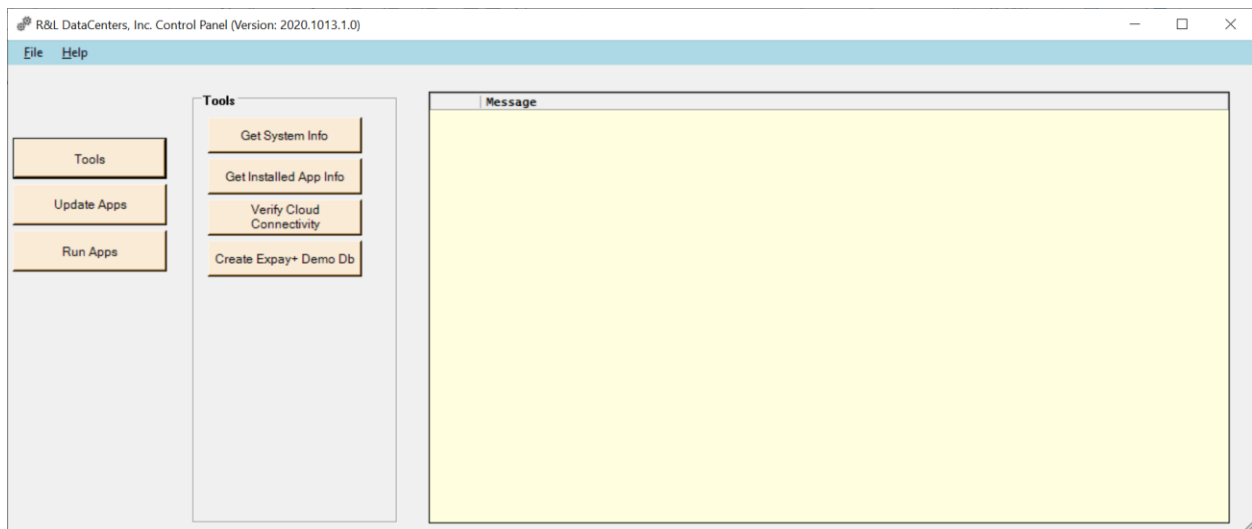 R&L DataCenters, Inc. Control Panel (Version: 2020.1013.1.0)
File Help
Tools
Update Apps
Run Apps
Tools
Get System Info
Get Installed App Info
Verify Cloud
Connectivity
Create Expay+ Demo Db
Message